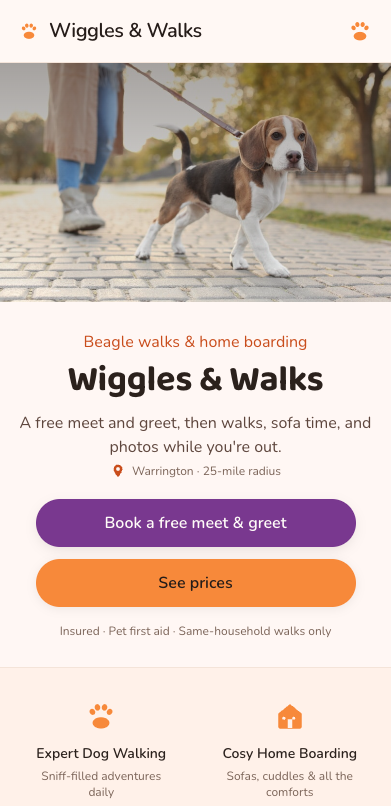 Wiggles & Walks
Beagle walks & home boarding
Wiggles & Walks
A free meet and greet, then walks, sofa time, and
photos while you're out.
Warrington · 25-mile radius
Book a free meet & greet
See prices
Insured · Pet first aid · Same-household walks only
Expert Dog Walking
Sniff-filled adventures
daily
Cosy Home Boarding
Sofas, cuddles & all the
comforts